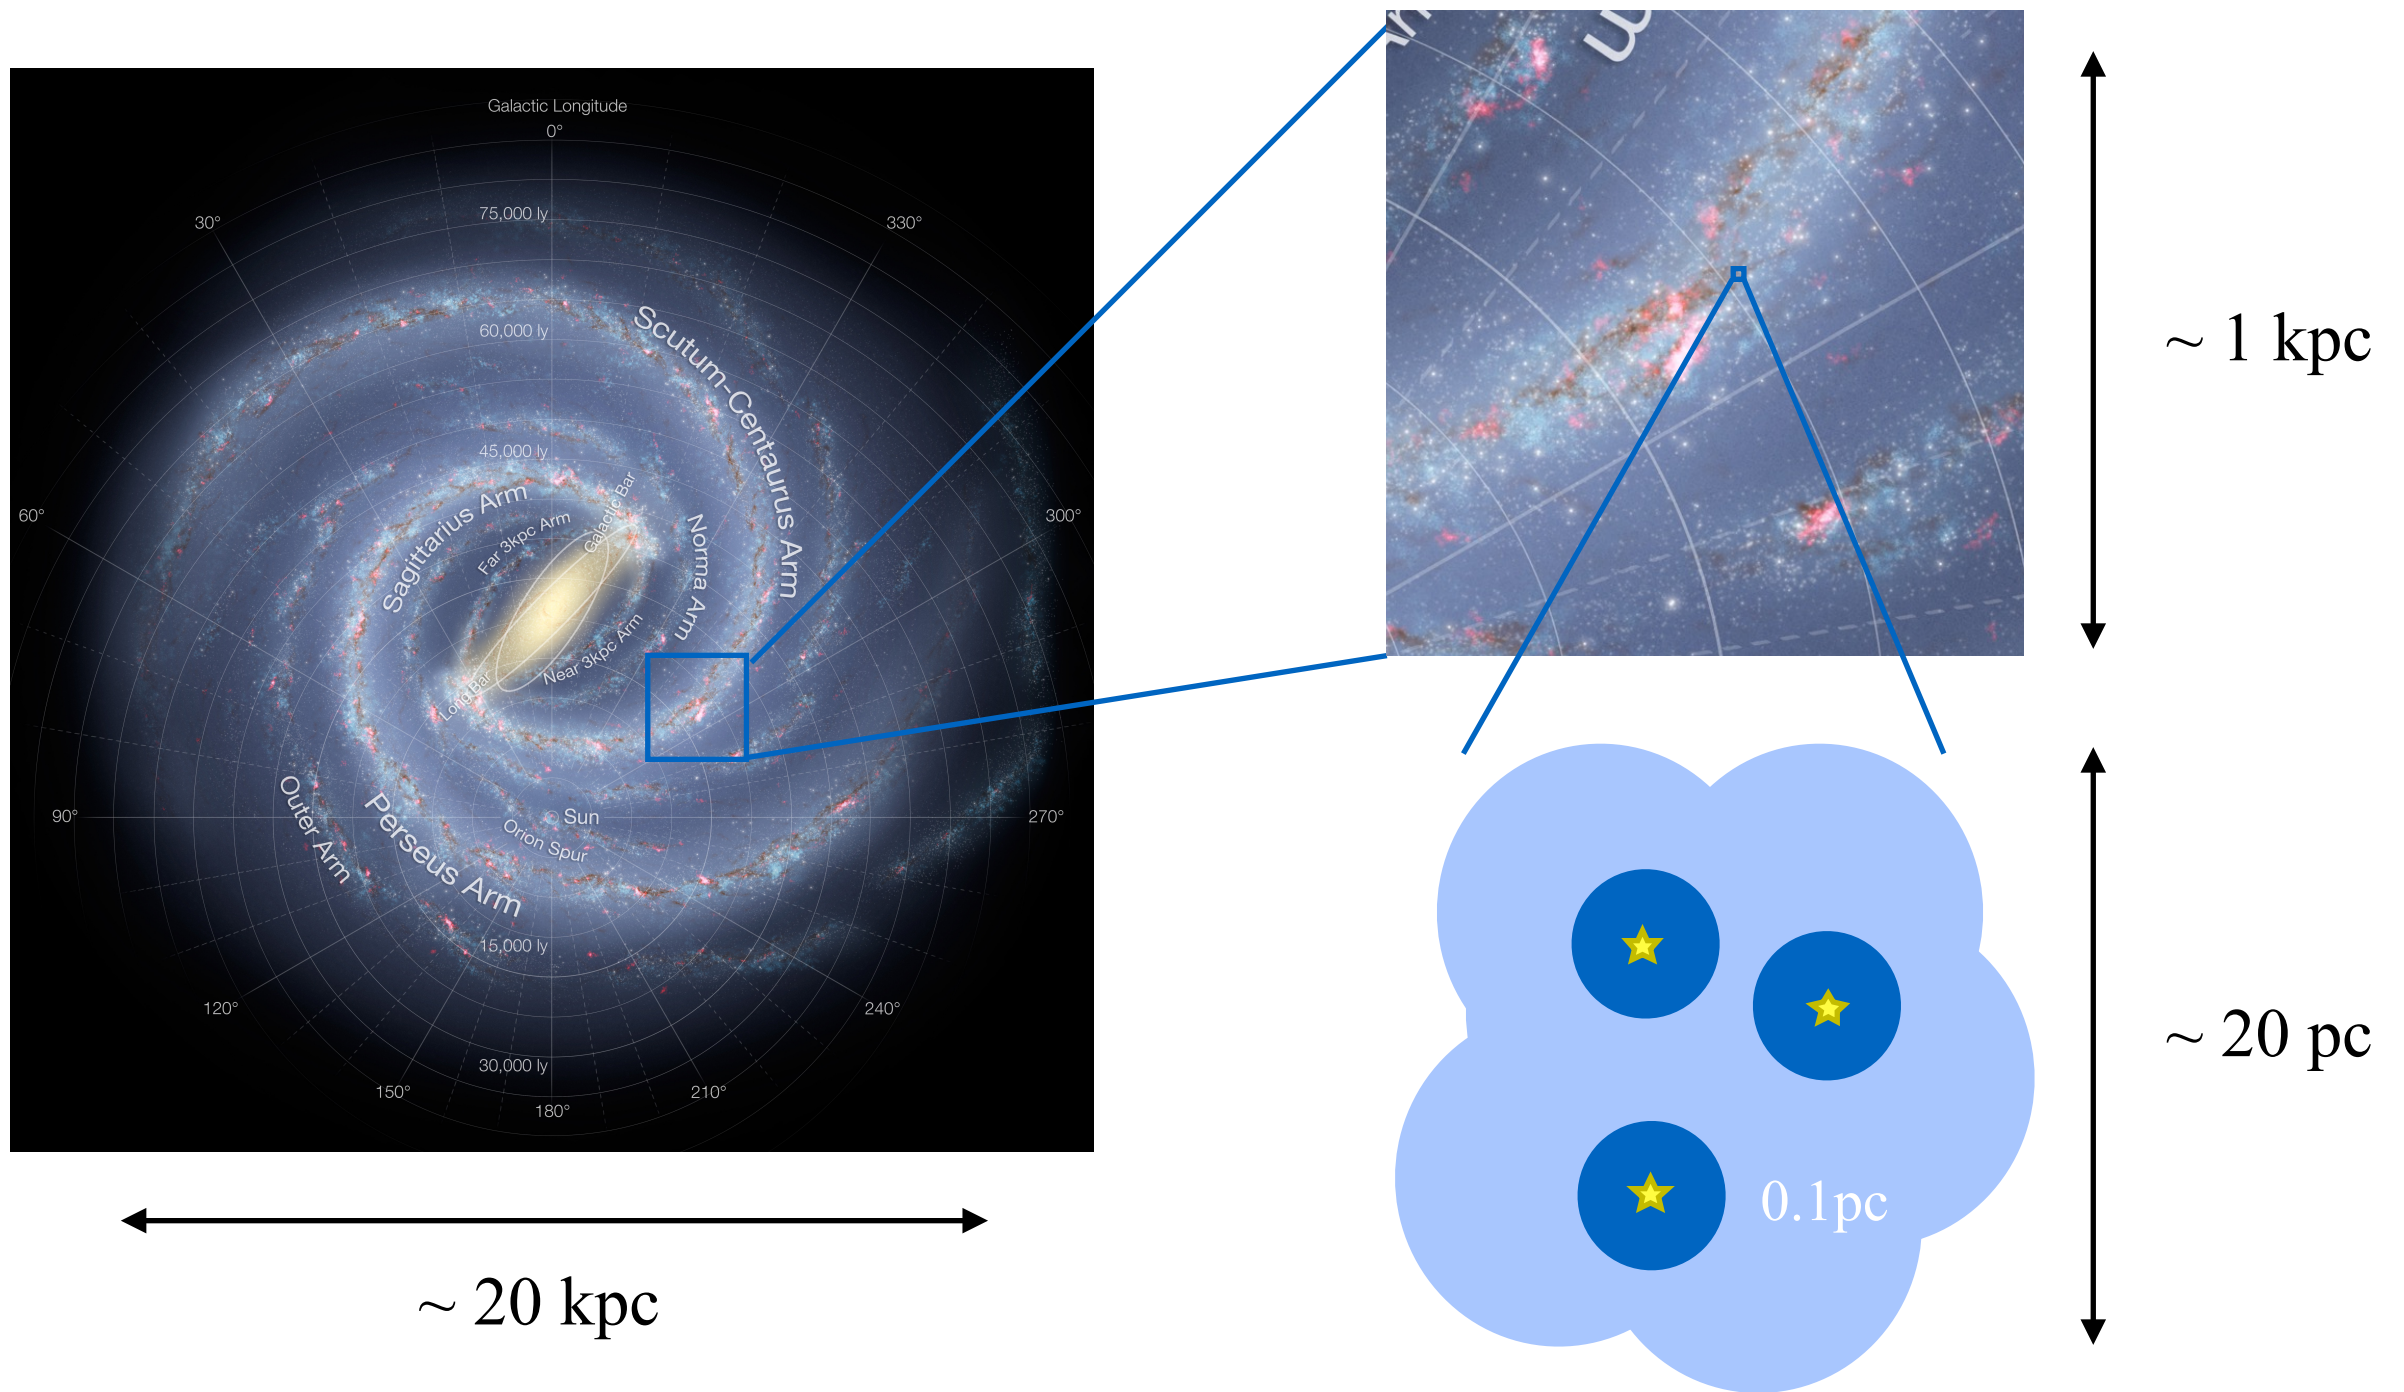 Galactic Longitude
0°
30°
330°
75,000 ly
60,000 ly
Scutum-Centaurus Arm
45,000 ly
Sagittarius Arm
Far 3kpc Arm
Galactic Bar
Norma Arm
60°
300°
Near 3kpc Arm
Long Bar
90°
Sun
270°
Orion Spur
Outer Arm
Perseus Arm
15,000 ly
120°
240°
30,000 ly
150°
210°
180°
~ 20 kpc
~ 1 kpc
~ 20 pc
0.1pc